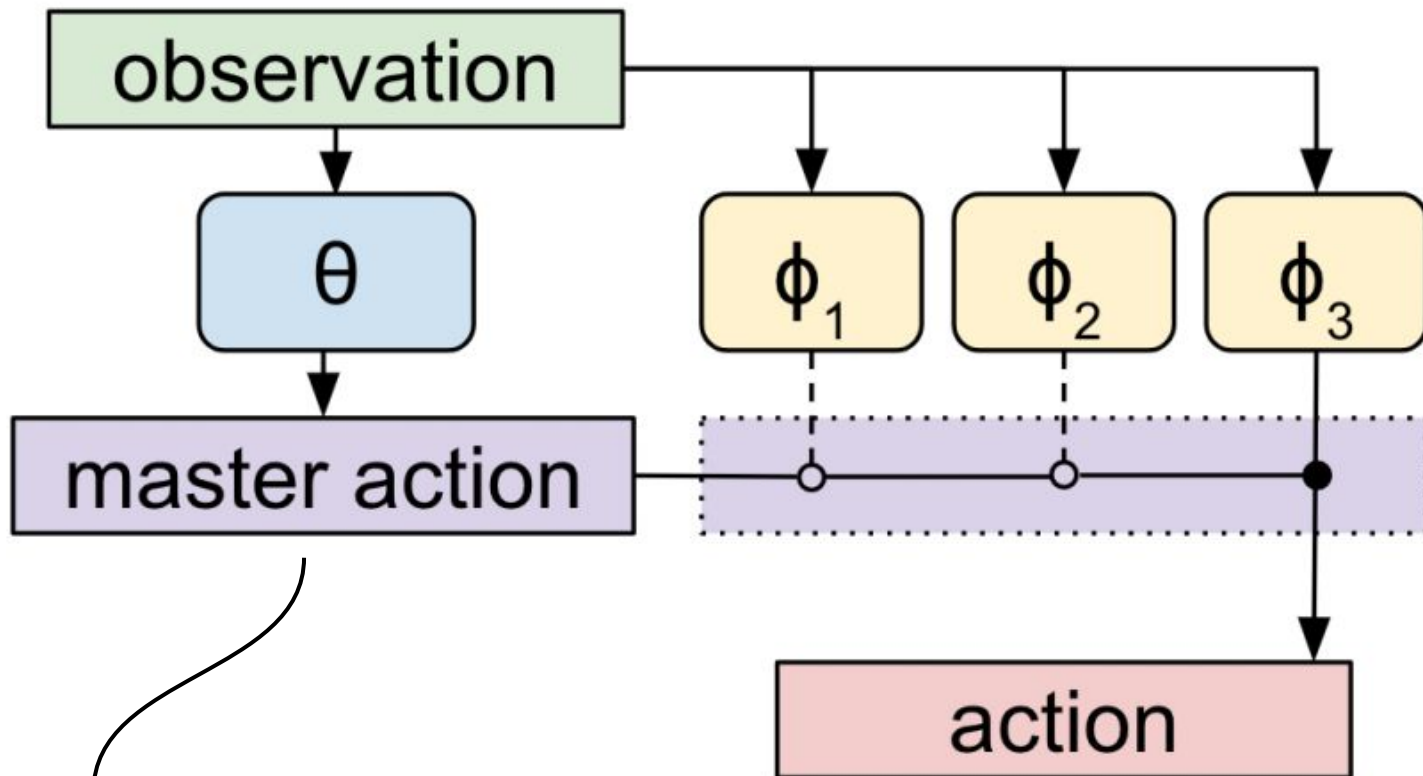 observation
θ
ϕ1
ϕ2
ϕ3
master action
action